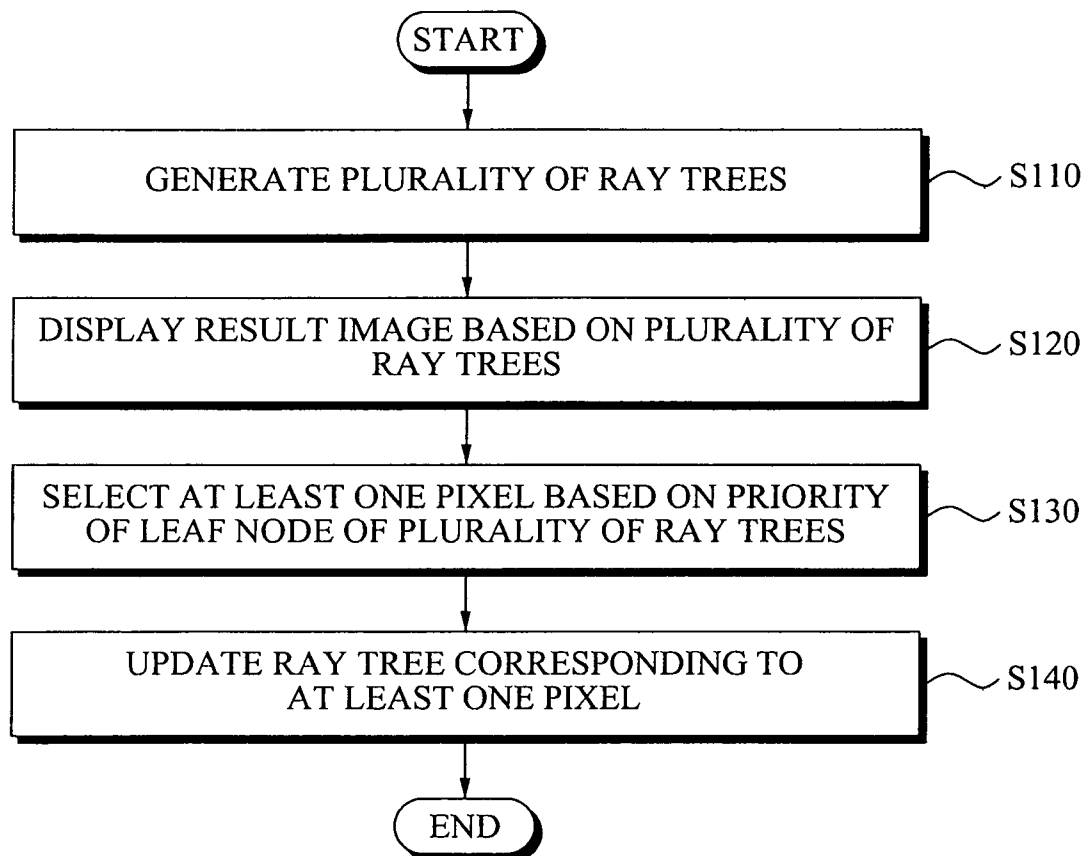 START
GENERATE PLURALITY OF RAY TREES
S110
DISPLAY RESULT IMAGE BASED ON PLURALITY OF
RAY TREES
S120
SELECT AT LEAST ONE PIXEL BASED ON PRIORITY
OF LEAF NODE OF PLURALITY OF RAY TREES
S130
UPDATE RAY TREE CORRESPONDING TO
AT LEAST ONE PIXEL
S140
END